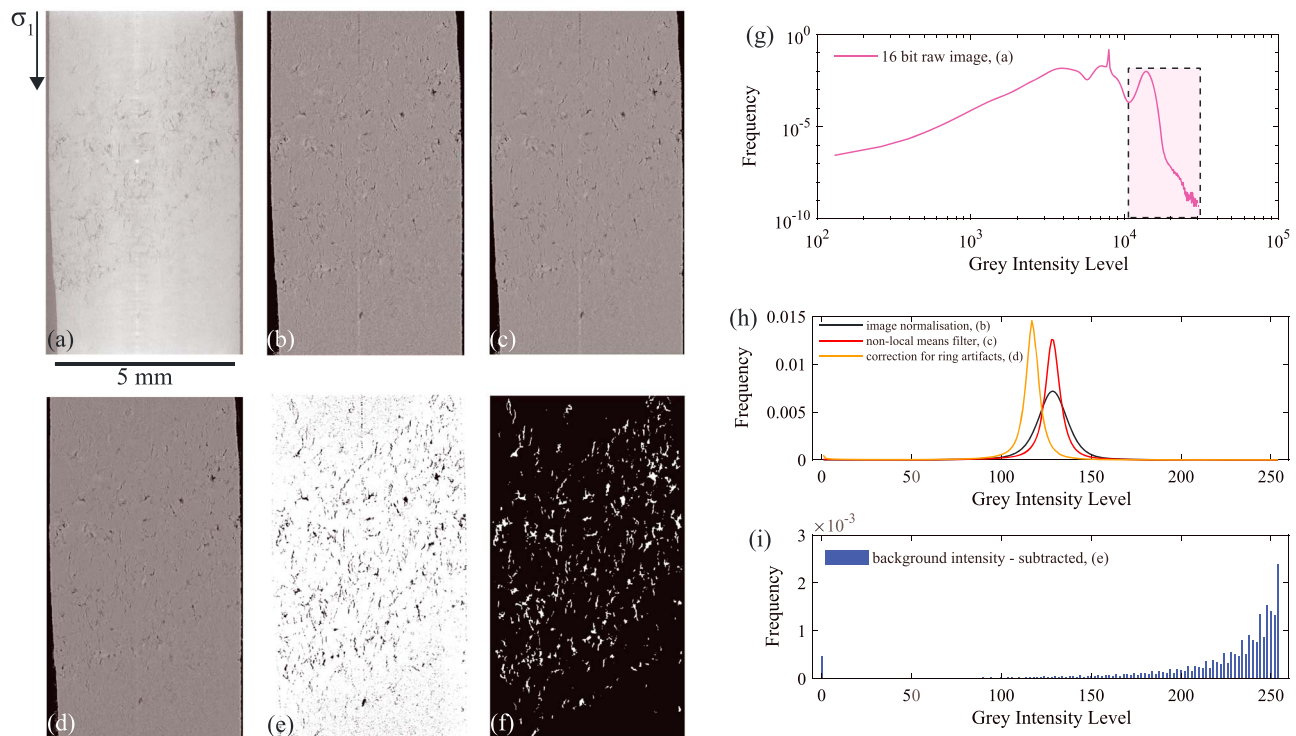 σ1
(a)
(b)
(c)
5 mm
(d)
(e)
(f)
(g)
10^0
10^-5
10^-10
Frequency
16 bit raw image, (a)
10^2
10^3
10^4
10^5
Grey Intensity Level
(h)
0.015
0.01
0.005
0
Frequency
image normalisation, (b)
non-local means filter, (c)
correction for ring artifacts, (d)
0
50
100
150
200
250
Grey Intensity Level
(i)
×10^-3
3
2
1
0
Frequency
background intensity - subtracted, (e)
0
50
100
150
200
250
Grey Intensity Level